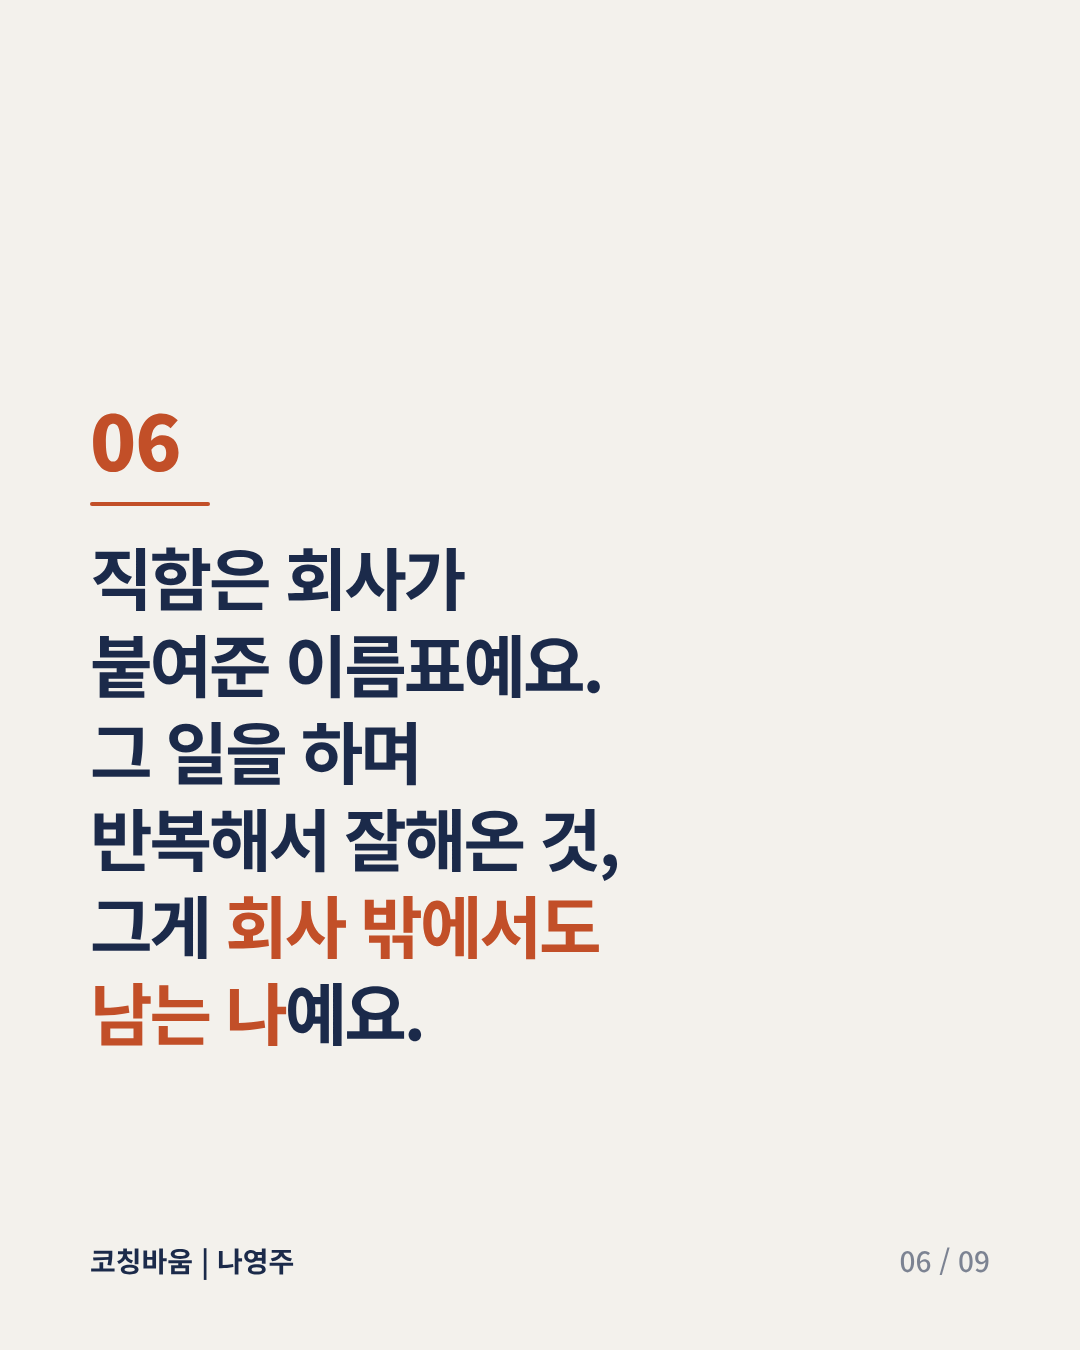 06
직함은 회사가
붙여준 이름표예요.
그 일을 하며
반복해서 잘해온 것,
그게 회사 밖에서도
남는 나예요.
코칭바움 | 나영주
06 / 09